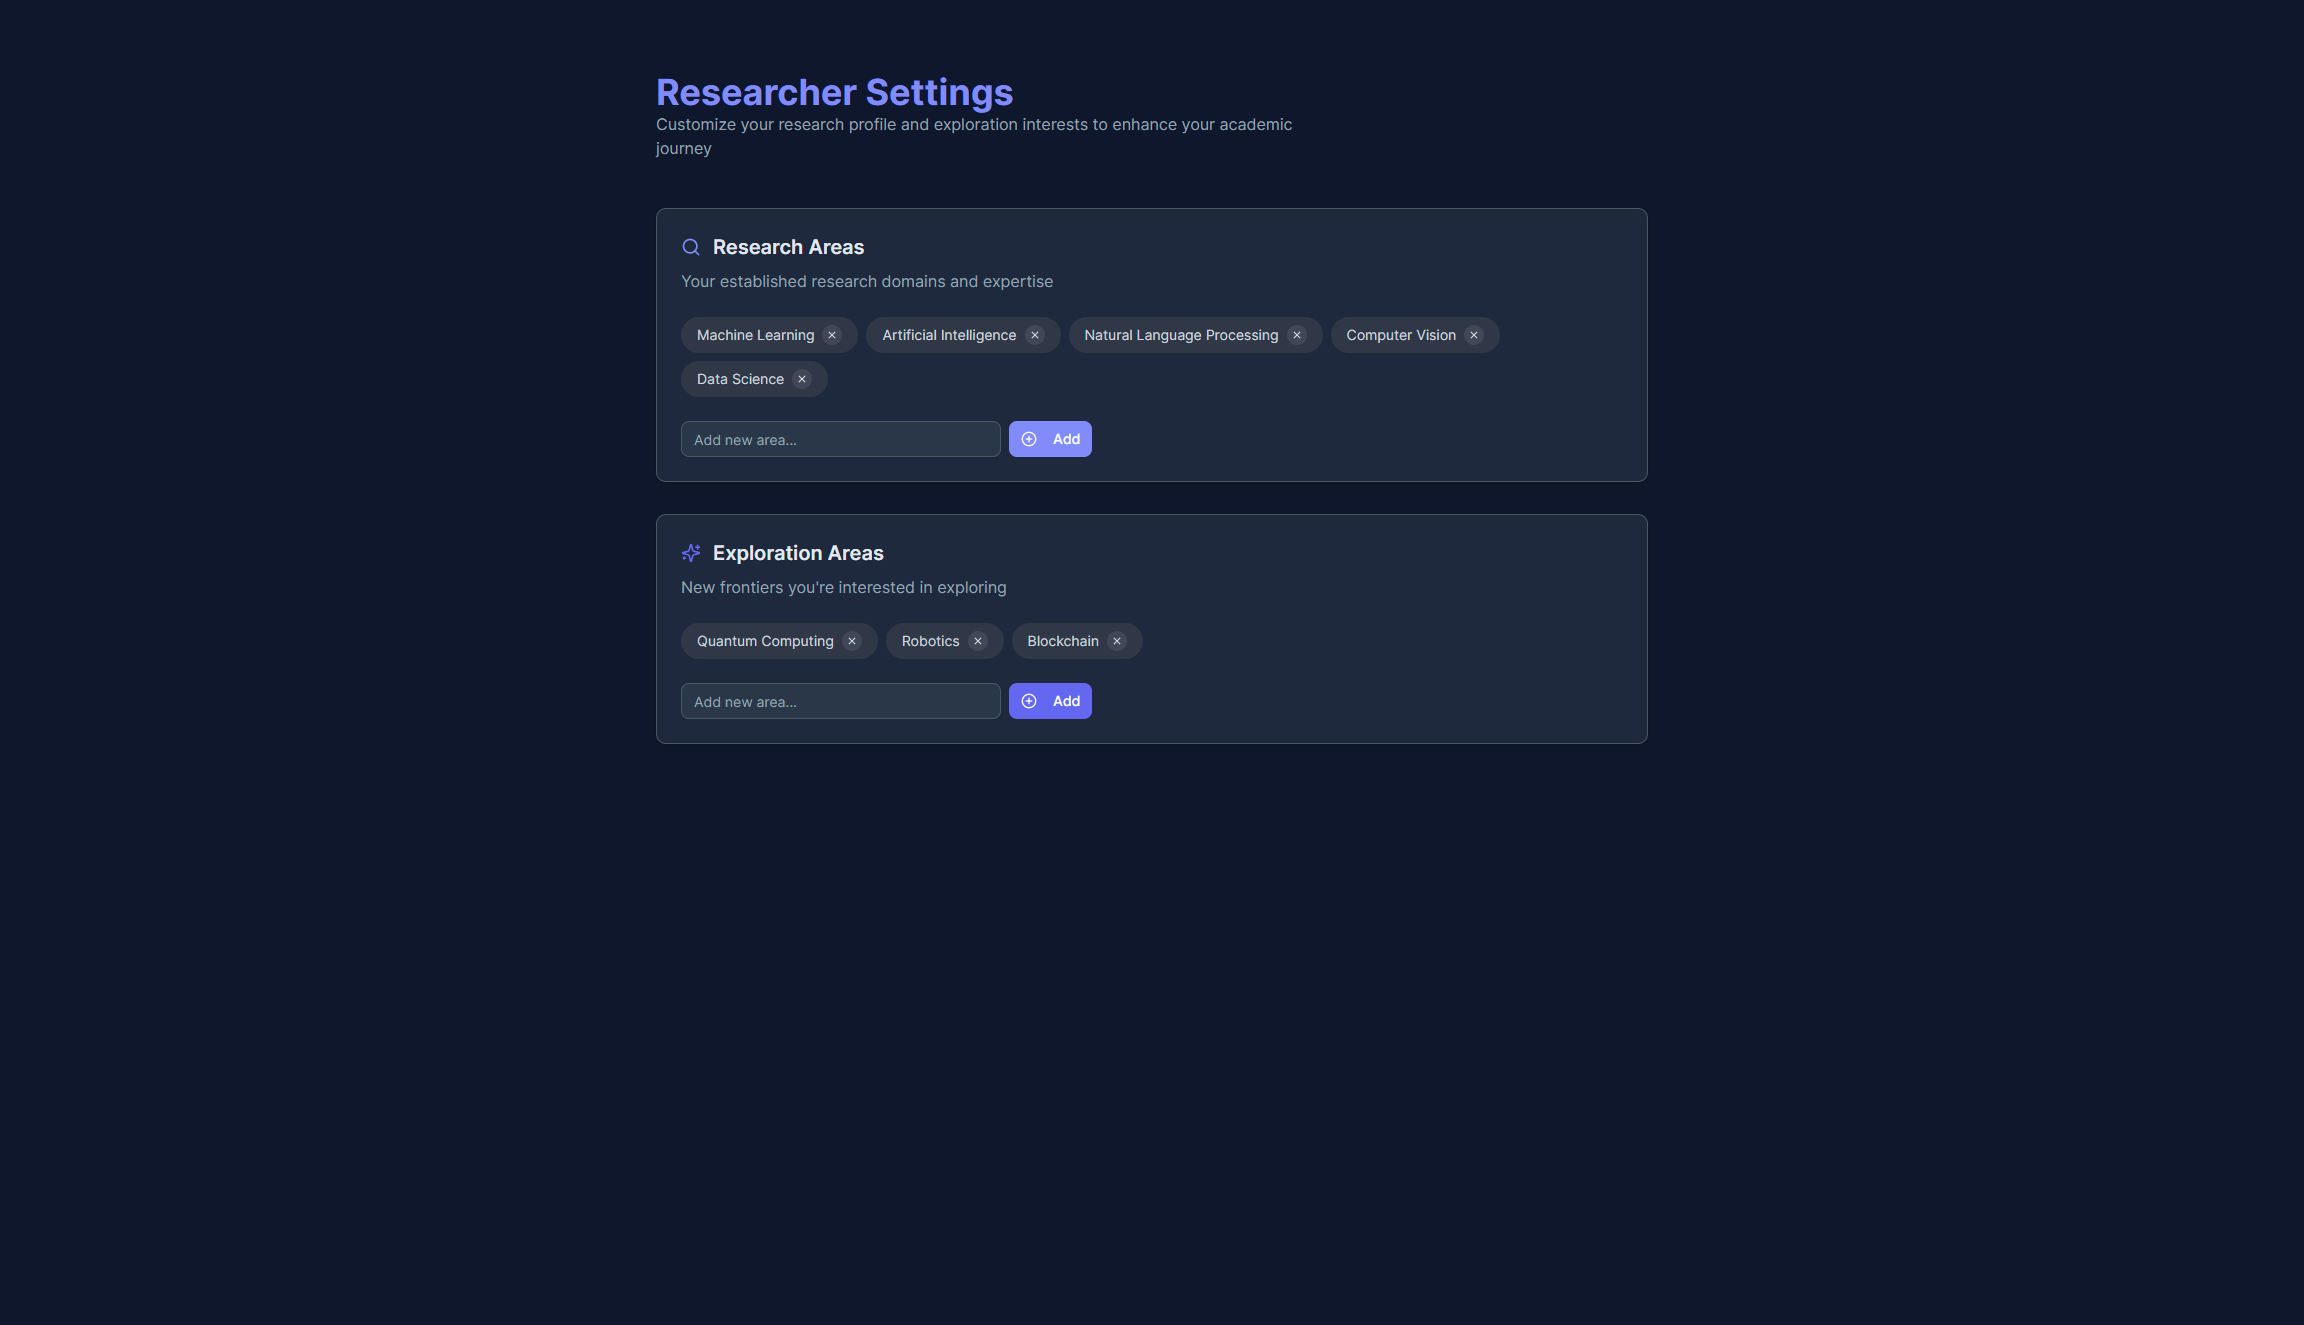 Researcher Settings
Customize your research profile and exploration interests to enhance your academic
journey
Research Areas
Your established research domains and expertise
Machine Learning
Artificial Intelligence
Natural Language Processing
Computer Vision
Data Science
Add new area...
Add
Exploration Areas
New frontiers you're interested in exploring
Quantum Computing
Robotics
Blockchain
Add new area...
Add